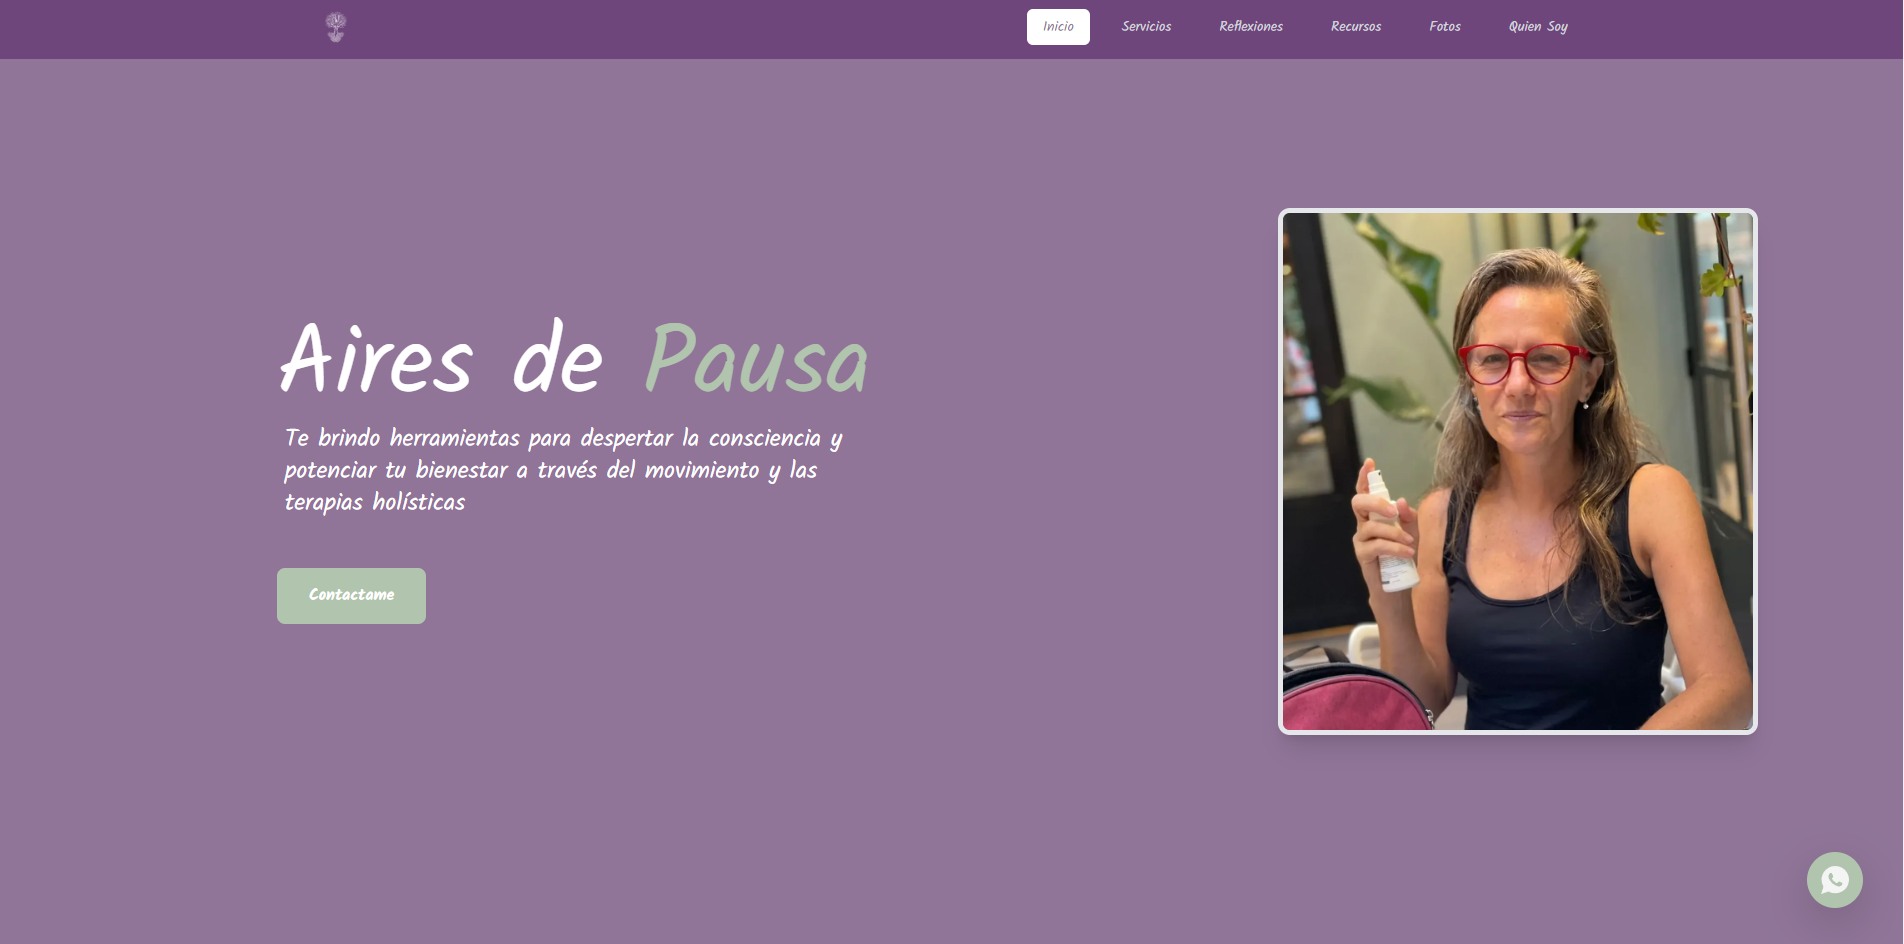 Inicio Servicios Reflexiones Recursos Fotos Quien Soy
Aires de Pausa
Te brindo herramientas para despertar la consciencia y
potenciar tu bienestar a través del movimiento y las
terapias holísticas
Contactame